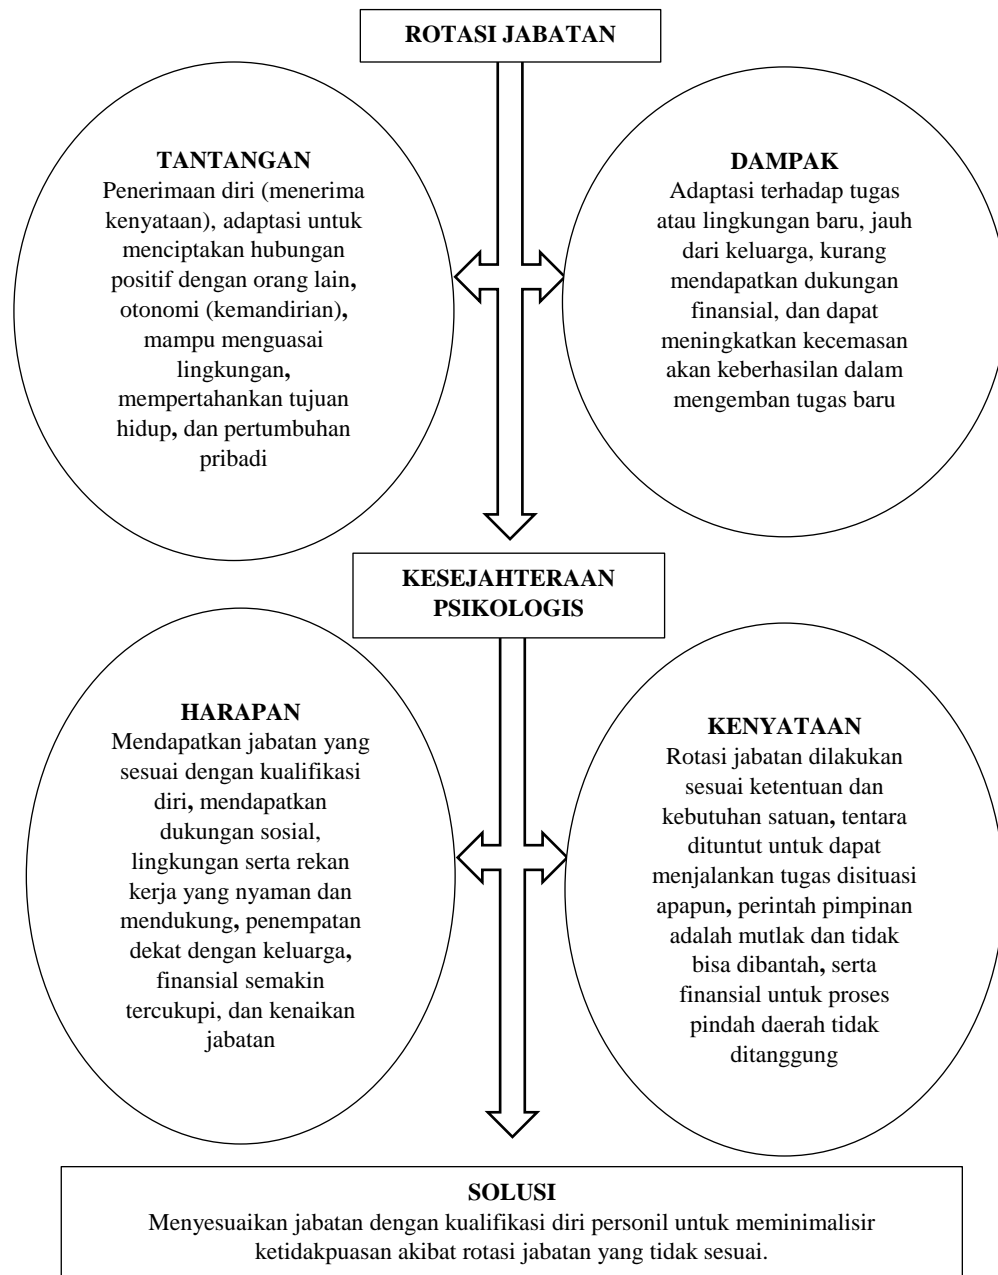 ROTASI JABATAN
TANTANGAN
Penerimaan diri (menerima
kenyataan), adaptasi untuk
menciptakan hubungan
positif dengan orang lain,
otonomi (kemandirian),
mampu menguasai
lingkungan,
mempertahankan tujuan
hidup, dan pertumbuhan
pribadi
DAMPAK
Adaptasi terhadap tugas
atau lingkungan baru, jauh
dari keluarga, kurang
mendapatkan dukungan
finansial, dan dapat
meningkatkan kecemasan
akan keberhasilan dalam
mengemban tugas baru
KESEJAHTERAAN
PSIKOLOGIS
HARAPAN
Mendapatkan jabatan yang
sesuai dengan kualifikasi
diri, mendapatkan
dukungan sosial,
lingkungan serta rekan
kerja yang nyaman dan
mendukung, penempatan
dekat dengan keluarga,
finansial semakin
tercukupi, dan kenaikan
jabatan
KENYATAAN
Rotasi jabatan dilakukan
sesuai ketentuan dan
kebutuhan satuan, tentara
dituntut untuk dapat
menjalankan tugas disituasi
apapun, perintah pimpinan
adalah mutlak dan tidak
bisa dibantah, serta
finansial untuk proses
pindah daerah tidak
ditanggung
SOLUSI
Menyesuaikan jabatan dengan kualifikasi diri personil untuk meminimalisir
ketidakpuasan akibat rotasi jabatan yang tidak sesuai.